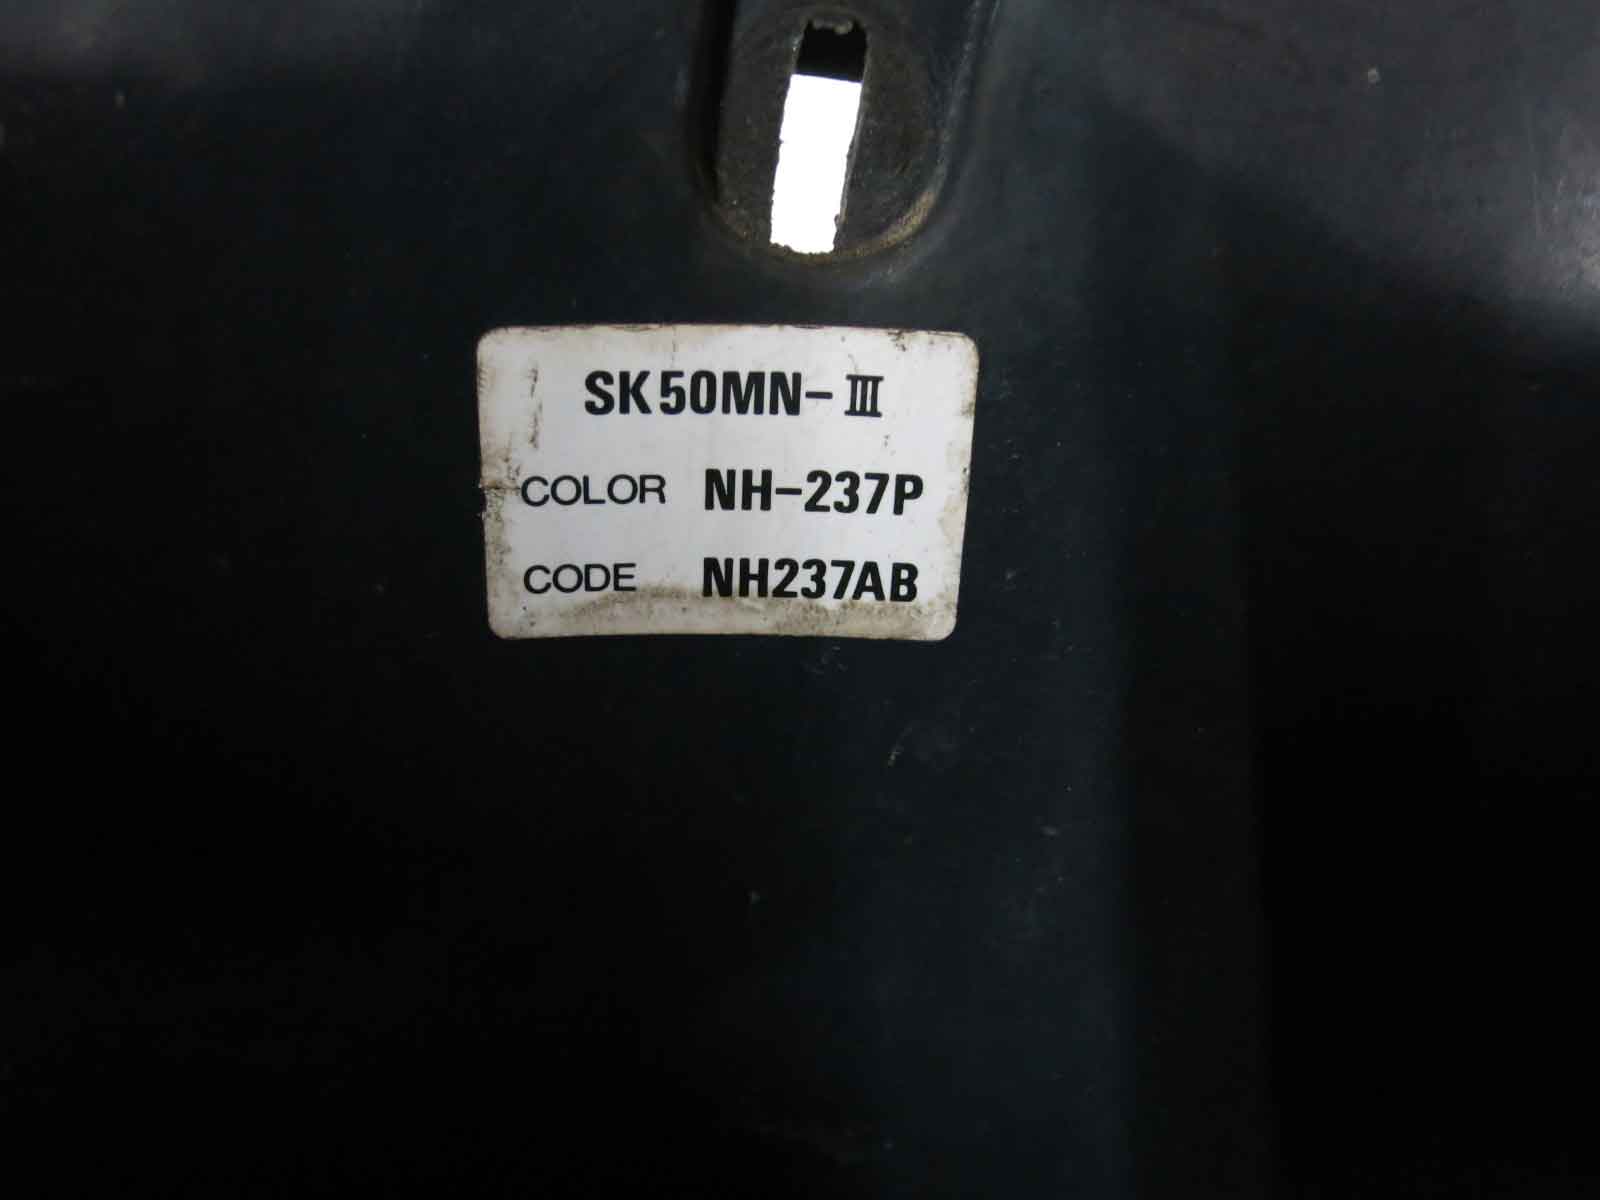 SK50MN-III
COLOR NH-237P
CODE NH237AB